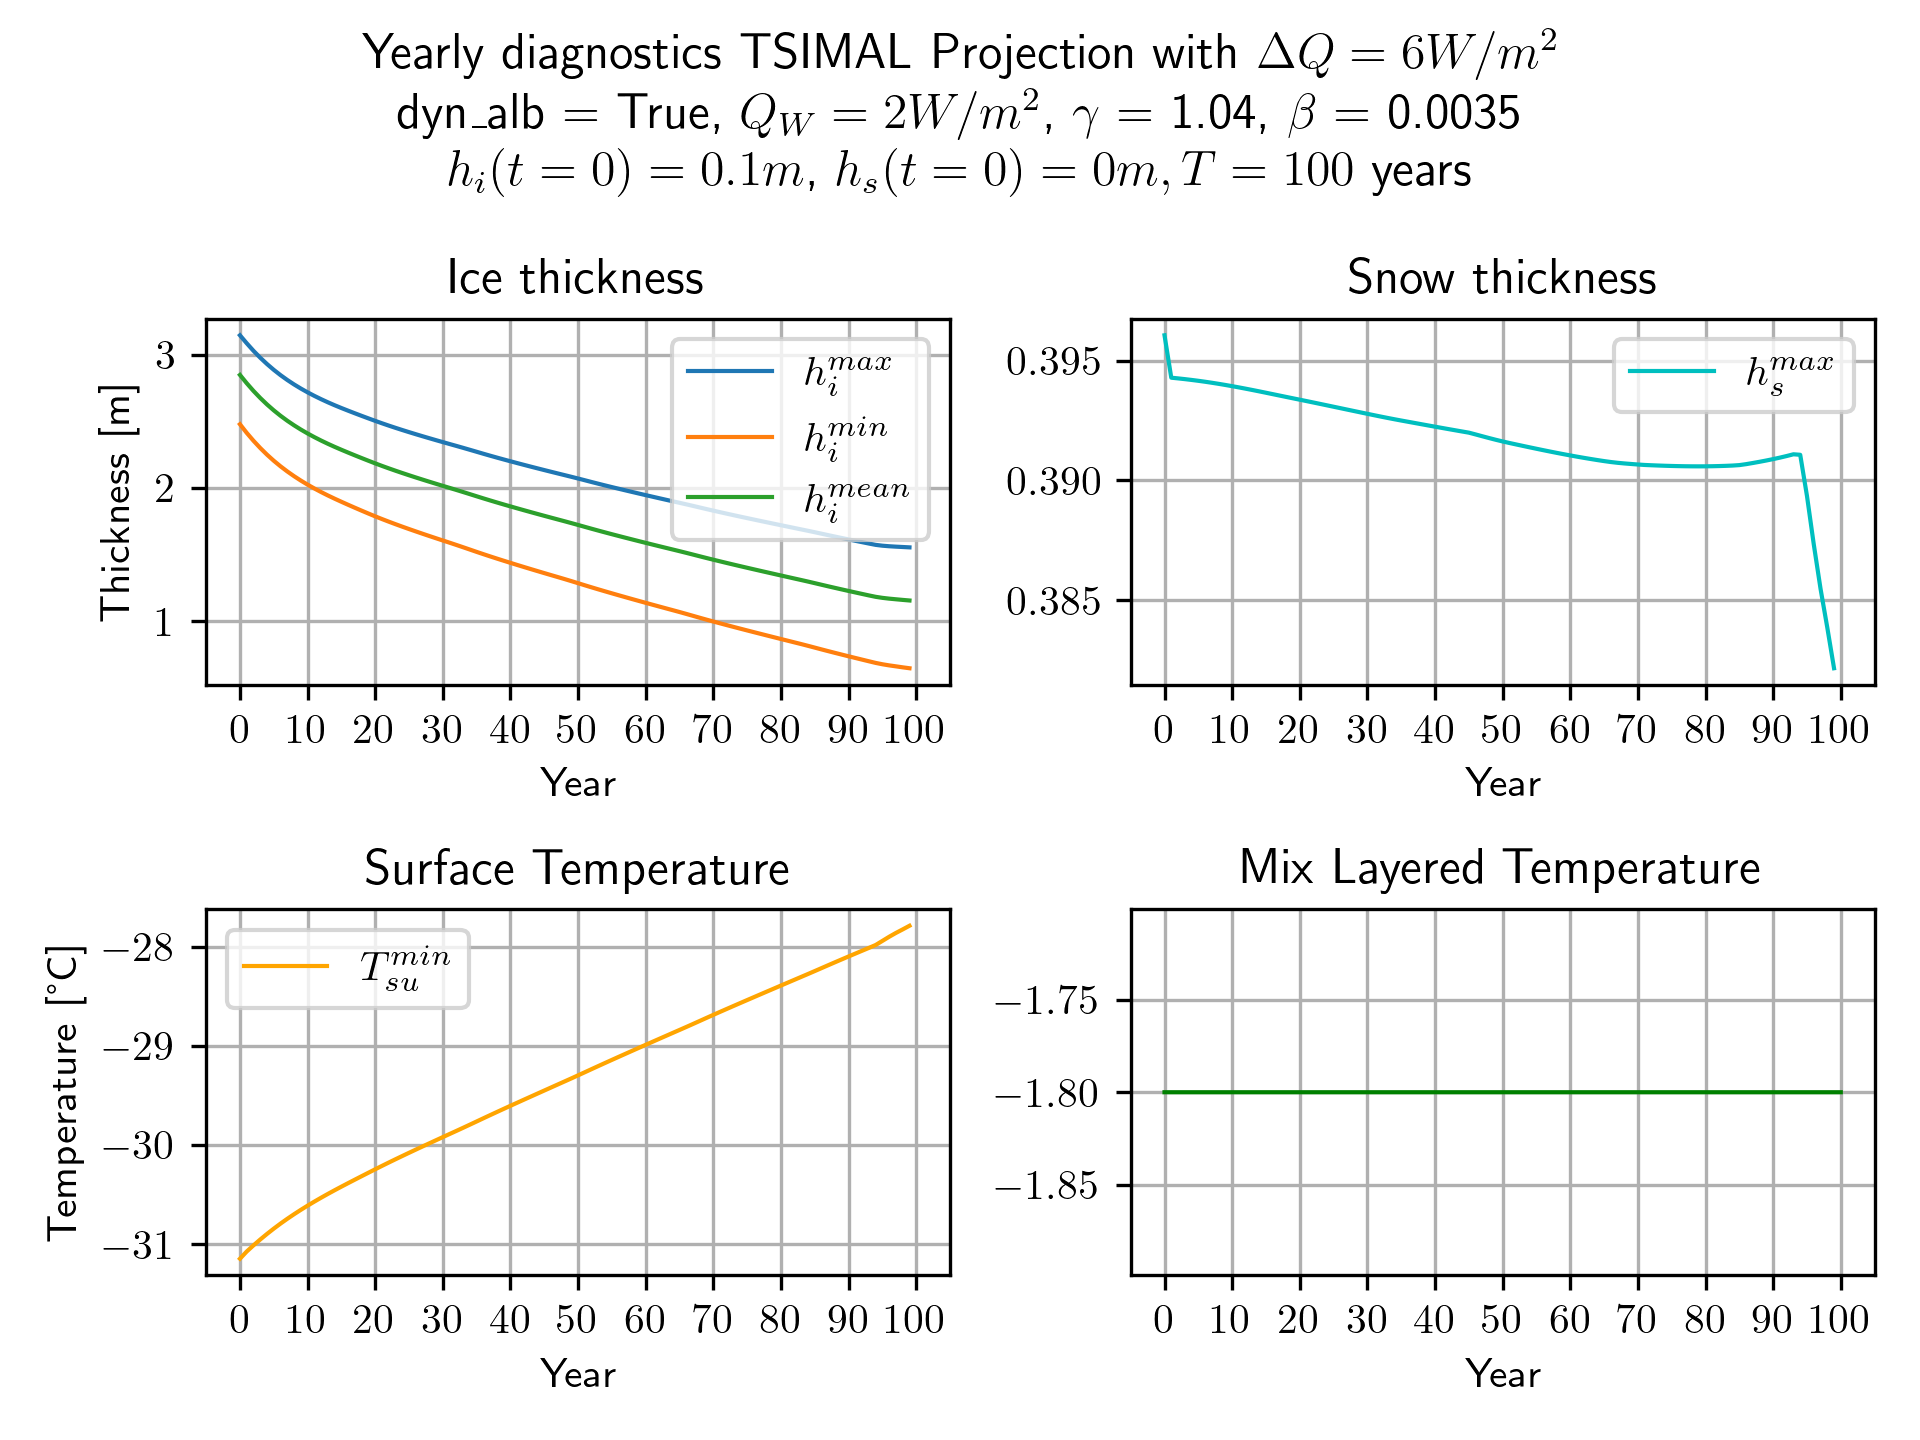 Yearly diagnostics TSIMAL Projection with ΔQ = 6W/m²
dyn_alb = True, Q_W = 2W/m², γ = 1.04, β = 0.0035
h_i(t = 0) = 0.1m, h_s(t = 0) = 0m, T = 100 years
Ice thickness
Thickness [m]
3
2
1
h_i^{max}
h_i^{min}
h_i^{mean}
0 10 20 30 40 50 60 70 80 90 100
Year
Snow thickness
0.395
0.390
0.385
h_s^{max}
0 10 20 30 40 50 60 70 80 90 100
Year
Surface Temperature
Temperature [°C]
−28
−29
−30
−31
T_{su}^{min}
0 10 20 30 40 50 60 70 80 90 100
Year
Mix Layered Temperature
−1.75
−1.80
−1.85
0 10 20 30 40 50 60 70 80 90 100
Year